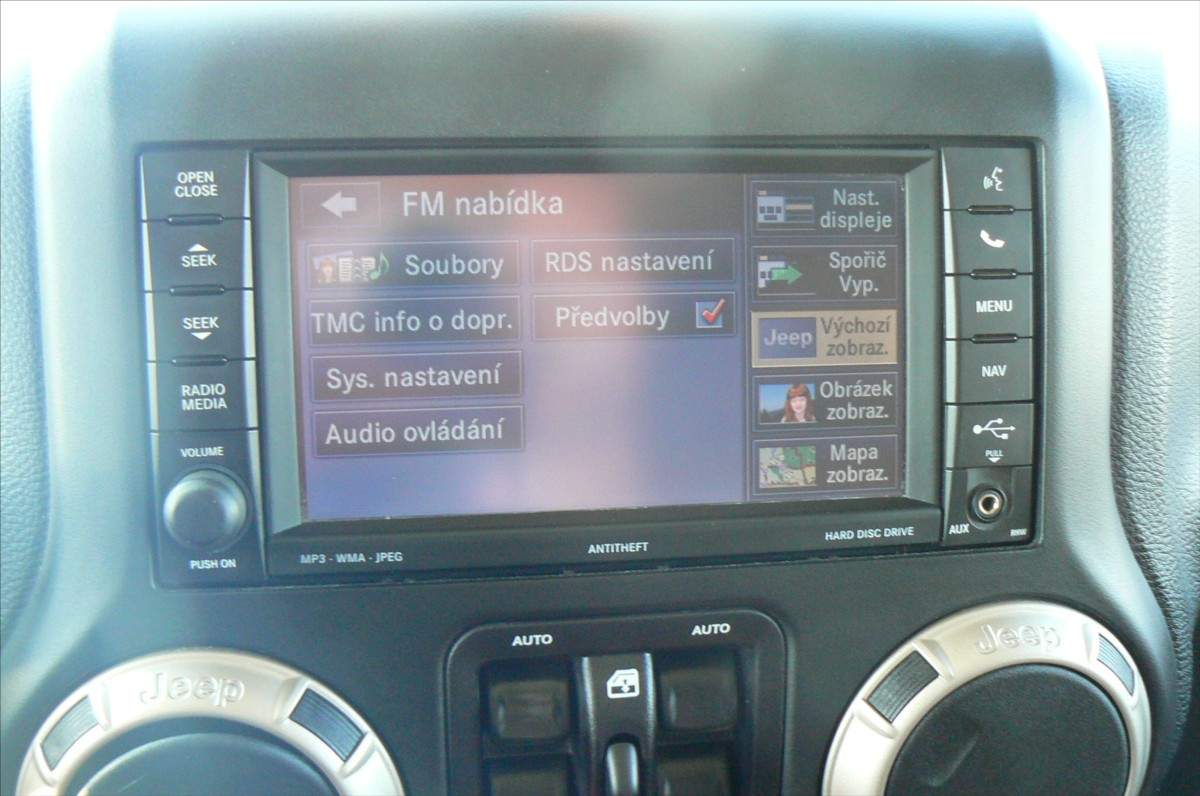 OPEN
CLOSE
SEEK
SEEK
RADIO
MEDIA
VOLUME
PUSH ON
FM nabídka
Soubory
RDS nastavení
TMC info o dopr.
Předvolby
Sys. nastavení
Audio ovládání
Nast.
displeje
Spořič
Vyp.
Jeep
Výchozí
zobraz.
Obrázek
zobraz.
Mapa
zobraz.
MENU
NAV
PULL
AUX
MP3 - WMA - JPEG
ANTITHEFT
HARD DISC DRIVE
AUTO
AUTO
Jeep
Jeep